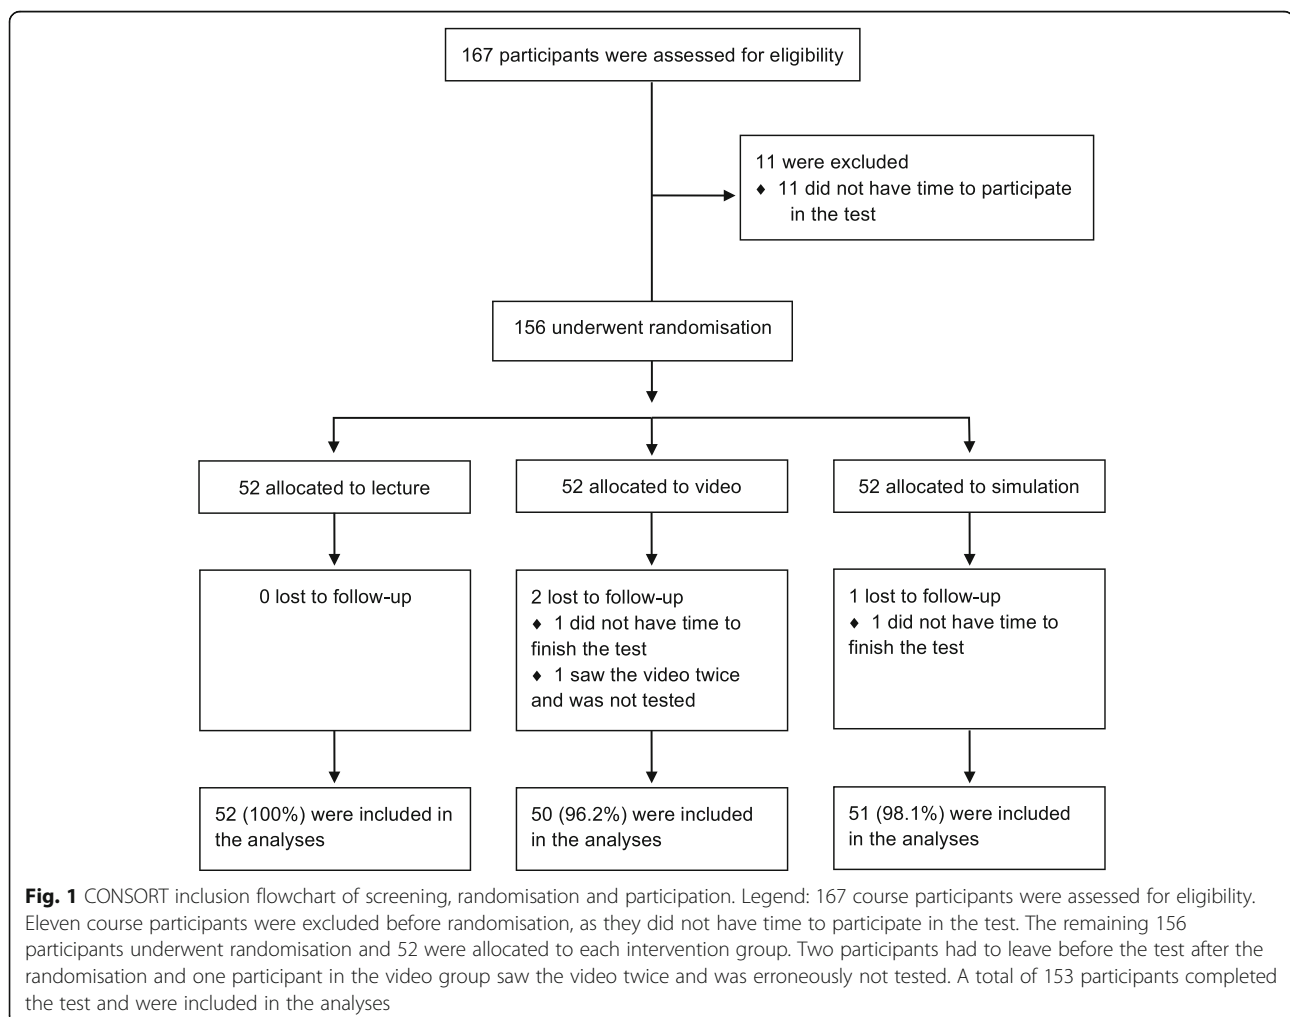 167 participants were assessed for eligibility
11 were excluded
♦ 11 did not have time to participate
in the test
156 underwent randomisation
52 allocated to lecture
52 allocated to video
52 allocated to simulation
0 lost to follow-up
2 lost to follow-up
♦ 1 did not have time to
finish the test
♦ 1 saw the video twice
and was not tested
1 lost to follow-up
♦ 1 did not have time to
finish the test
52 (100%) were included in
the analyses
50 (96.2%) were included
in the analyses
51 (98.1%) were included
in the analyses
Fig. 1 CONSORT inclusion flowchart of screening, randomisation and participation. Legend: 167 course participants were assessed for eligibility.
Eleven course participants were excluded before randomisation, as they did not have time to participate in the test. The remaining 156
participants underwent randomisation and 52 were allocated to each intervention group. Two participants had to leave before the test after the
randomisation and one participant in the video group saw the video twice and was erroneously not tested. A total of 153 participants completed
the test and were included in the analyses